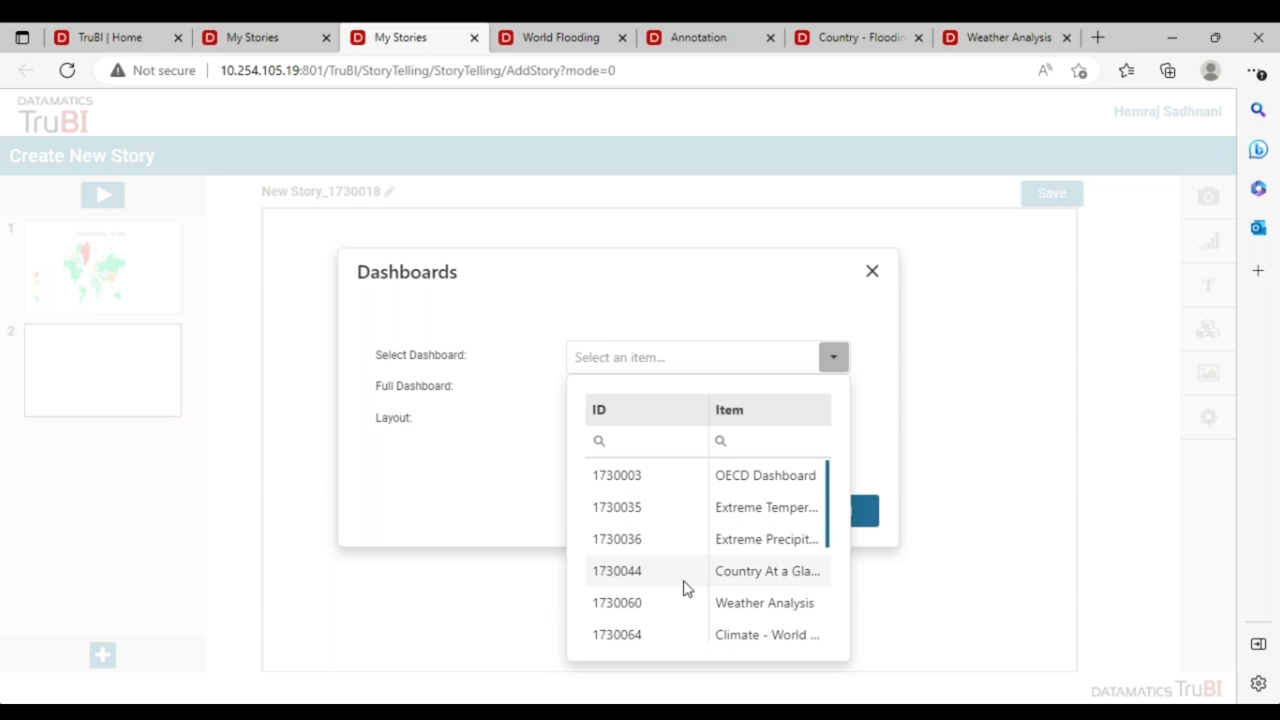 TruBI | Home
My Stories
My Stories
World Flooding
Annotation
Country - Floodin
Weather Analysis
Not secure
10.254.105.19:801/TruBI/StoryTelling/StoryTelling/AddStory?mode=0
DATAMATICS
TruBI
Hemraj Sadhnani
Create New Story
New Story_1730018
Save
1
2
T
Dashboards
Select Dashboard:
Select an item...
Full Dashboard:
Layout:
ID Item
1730003 OECD Dashboard
1730035 Extreme Temper...
1730036 Extreme Precipit...
1730044 Country At a Gla...
1730060 Weather Analysis
1730064 Climate - World ...
DATAMATICS TruBI